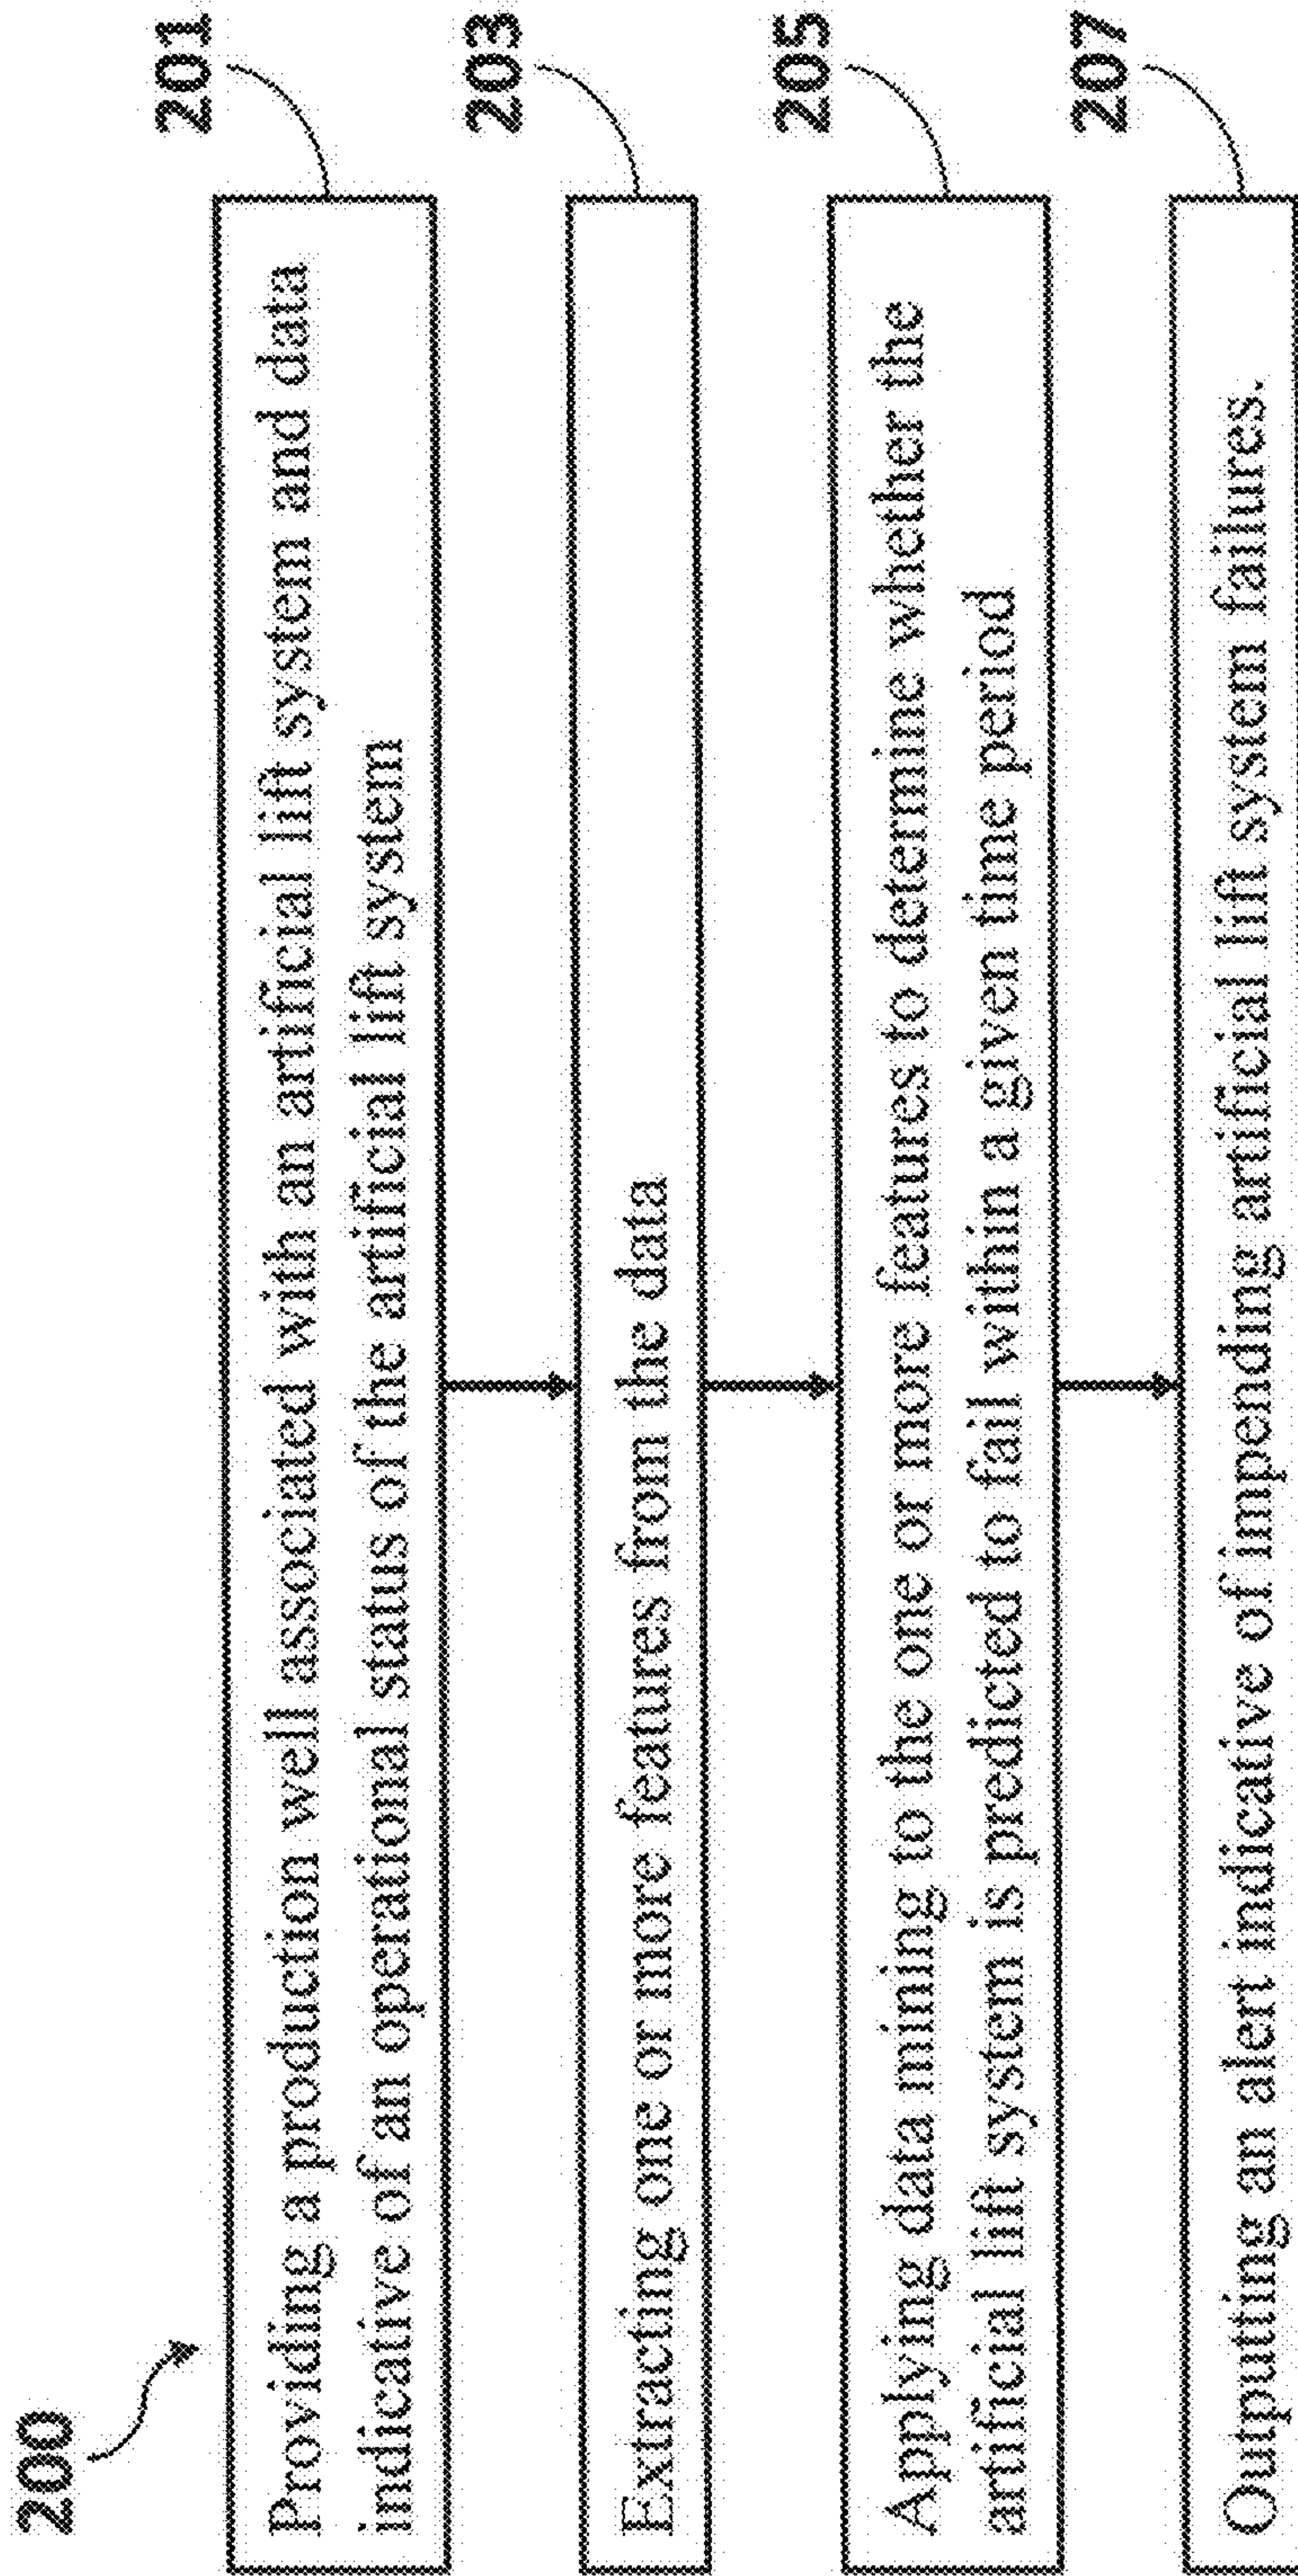 200
Providing a production well associated with an artificial lift system and data
indicative of an operational status of the artificial lift system
201
Extracting one or more features from the data
203
Applying data mining to the one or more features to determine whether the
artificial lift system is predicted to fail within a given time period
205
Outputting an alert indicative of impending artificial lift system failures.
207